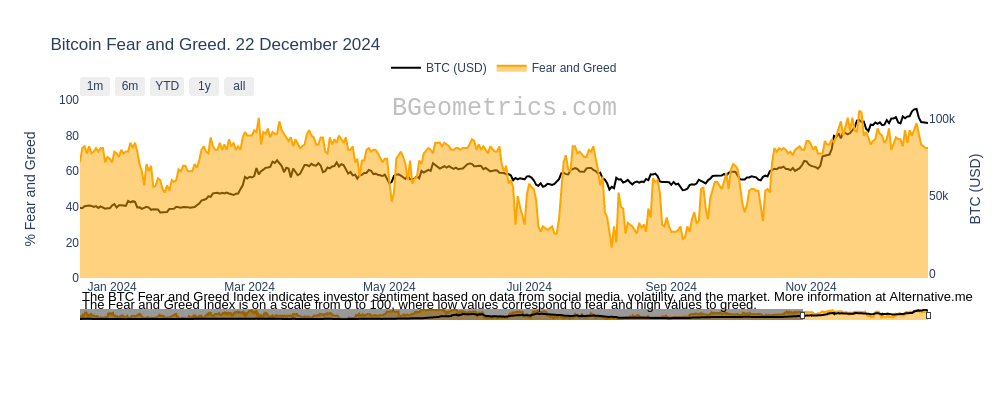 Bitcoin Fear and Greed. 22 December 2024
BTC (USD) Fear and Greed
1m 6m YTD 1y all
BGeometrics.com
100
80
60
40
20
0
% Fear and Greed
100k
50k
0
BTC (USD)
Jan 2024 Mar 2024 May 2024 Jul 2024 Sep 2024 Nov 2024
The BTC Fear and Greed Index indicates investor sentiment based on data from social media, volatility, and the market. More information at Alternative.me
The Fear and Greed Index is on a scale from 0 to 100, where low values correspond to fear and high values to greed.